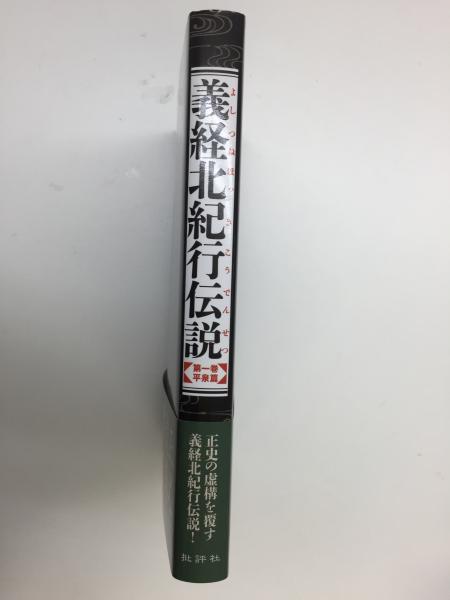 義経北紀行伝説
よしつねほっきこうでんせつ
第一巻
平泉篇
正史の虚構を覆す
義経北紀行伝説!
批評社